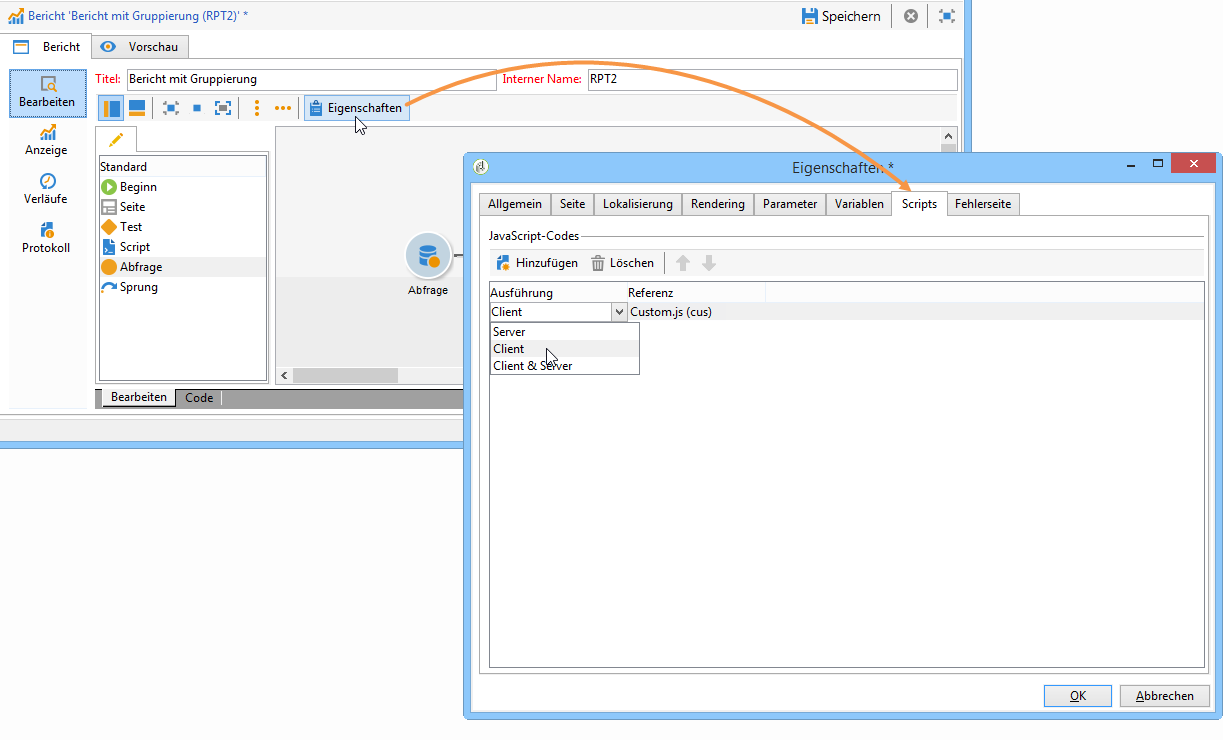 Bericht 'Bericht mit Gruppierung (RPT2)' *
Speichern
Bericht
Vorschau
Bearbeiten
Anzeige
Verläufe
Protokoll
Titel: Bericht mit Gruppierung
Interner Name: RPT2
Eigenschaften
Standard
Beginn
Seite
Test
Script
Abfrage
Sprung
Abfrage
Bearbeiten
Code
Eigenschaften *
Allgemein
Seite
Lokalisierung
Rendering
Parameter
Variablen
Scripts
Fehlerseite
JavaScript-Codes
Hinzufügen
Löschen
Ausführung Referenz
Client Custom.js (cus)
Server
Client
Client & Server
OK
Abbrechen